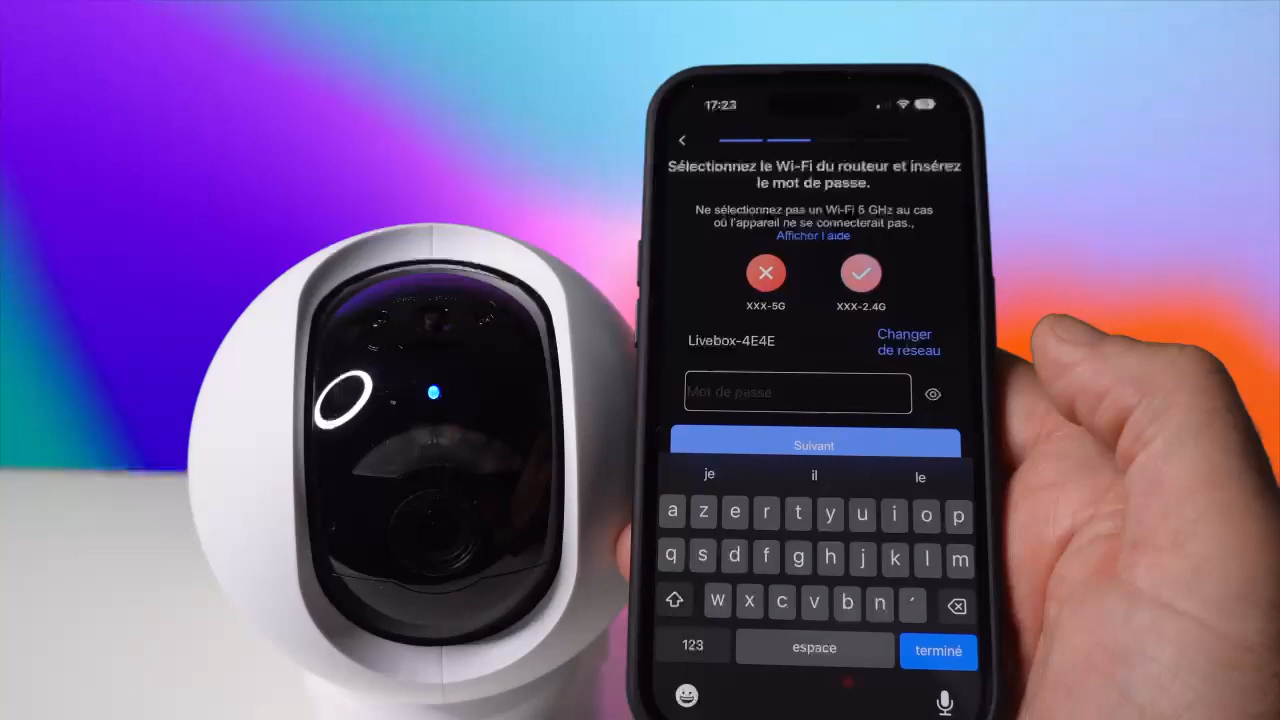 17:23
Sélectionnez le Wi-Fi du routeur et insérez
le mot de passe.
Ne sélectionnez pas un Wi-Fi 5 GHz au cas
où l'appareil ne se connecterait pas.,
Afficher l'aide
XXX-5G XXX-2.4G
Livebox-4E4E
Changer
de réseau
Mot de passe
Suivant
je il le
a z e r t y u i o p
q s d f g h j k l m
w x c v b n ´
123 espace terminé